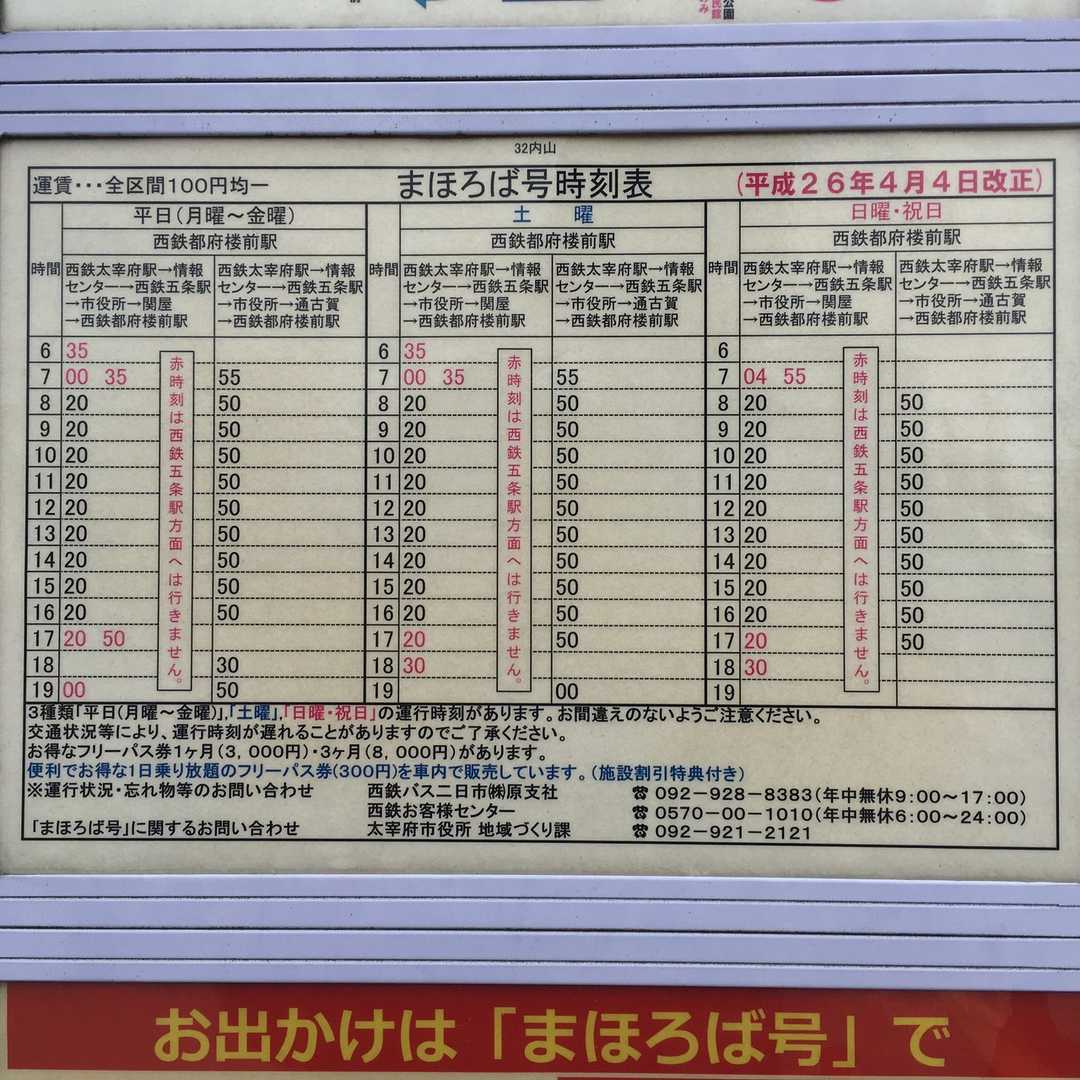 公園
32内山
運賃・・・全区間100円均一 まほろば号時刻表 (平成26年4月4日改正)
平日(月曜～金曜) 土 曜 日曜・祝日
西鉄都府楼前駅 西鉄都府楼前駅 西鉄都府楼前駅
時間 西鉄太宰府駅→情報 西鉄太宰府駅→情報 時間 西鉄太宰府駅→情報 西鉄太宰府駅→情報 時間 西鉄太宰府駅→情報 西鉄太宰府駅→情報
センター→西鉄五条駅 センター→西鉄五条駅 センター→西鉄五条駅 センター→西鉄五条駅 センター→西鉄五条駅 センター→西鉄五条駅
→市役所→関屋 →市役所→通古賀 →市役所→関屋 →市役所→通古賀 →市役所→関屋 →市役所→通古賀
→西鉄都府楼前駅 →西鉄都府楼前駅 →西鉄都府楼前駅 →西鉄都府楼前駅 →西鉄都府楼前駅 →西鉄都府楼前駅
6 35 6 35 6
7 00 35 55 7 00 35 55 7 04 55
8 20 50 8 20 50 8 20 50
9 20 50 9 20 50 9 20 50
10 20 50 10 20 50 10 20 50
11 20 50 11 20 50 11 20 50
12 20 50 12 20 50 12 20 50
13 20 50 13 20 50 13 20 50
14 20 50 14 20 50 14 20 50
15 20 50 15 20 50 15 20 50
16 20 50 16 20 50 16 20 50
17 20 50 17 20 50 17 20 50
18 30 18 30 18 30
19 00 50 19 00 19
赤時刻は西鉄五条駅方面へは行きません。
赤時刻は西鉄五条駅方面へは行きません。
赤時刻は西鉄五条駅方面へは行きません。
3種類「平日(月曜～金曜)」,「土曜」,「日曜・祝日」の運行時刻があります。お間違えのないようご注意ください。
交通状況等により、運行時刻が遅れることがありますのでご了承ください。
お得なフリーパス券1ヶ月(3,000円)・3ヶ月(8,000円)があります。
便利でお得な1日乗り放題のフリーパス券(300円)を車内で販売しています。(施設割引特典付き)
※運行状況・忘れ物等のお問い合わせ 西鉄バス二日市㈱原支社 ☎ 092-928-8383(年中無休9:00～17:00)
西鉄お客様センター ☎ 0570-00-1010(年中無休6:00～24:00)
「まほろば号」に関するお問い合わせ 太宰府市役所 地域づくり課 ☎ 092-921-2121
お出かけは「まほろば号」で